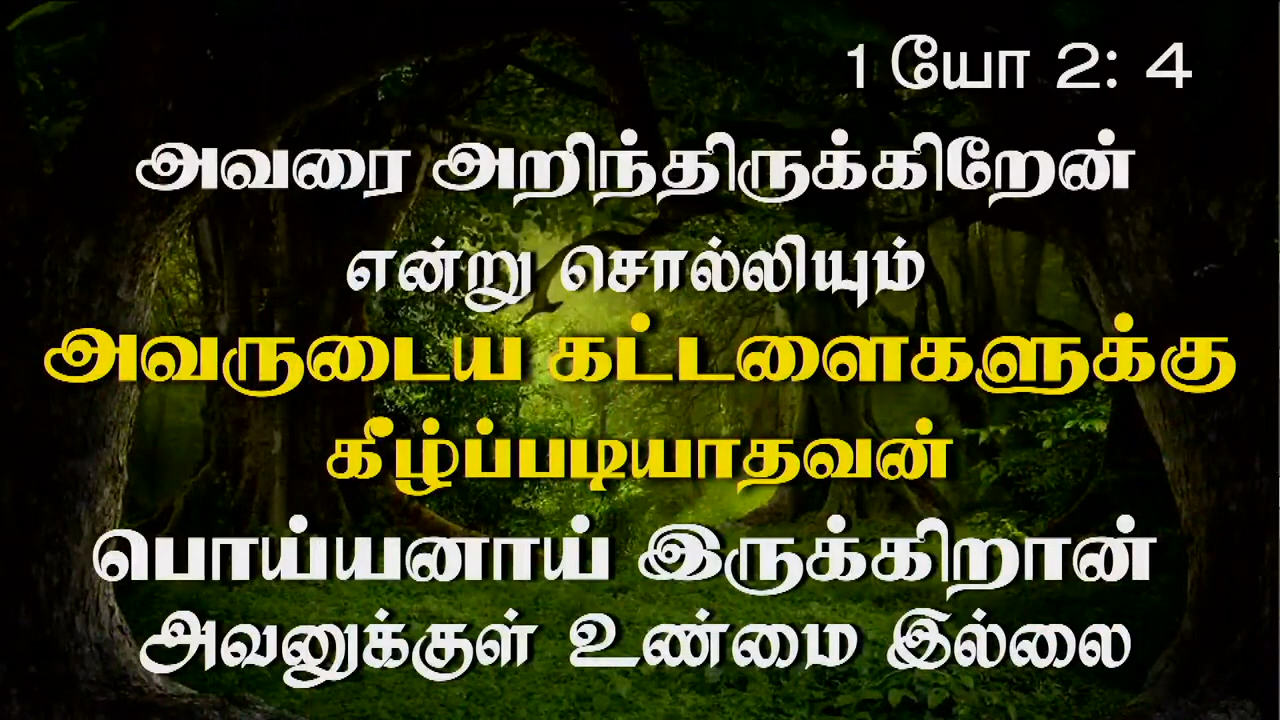 1 யோ 2: 4
அவரை அறிந்திருக்கிறேன்
என்று சொல்லியும்
அவருடைய கட்டளைகளுக்கு
கீழ்ப்படியாதவன்
பொய்யனாய் இருக்கிறான்
அவனுக்குள் உண்மை இல்லை